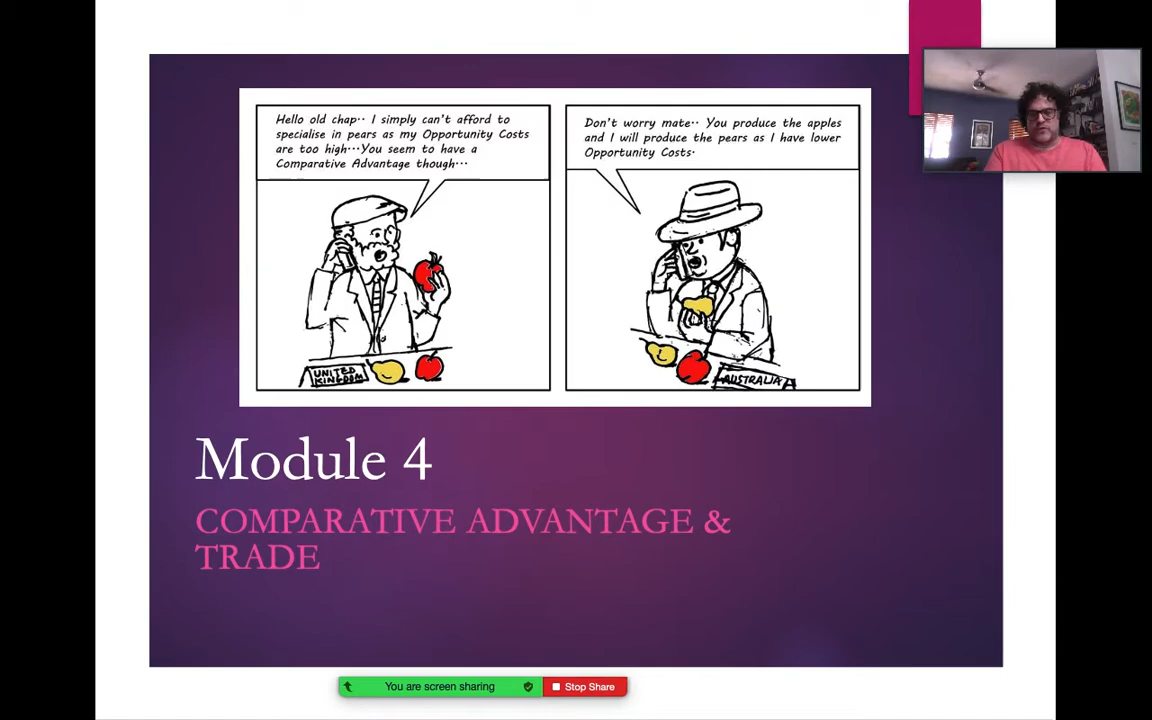 Hello old chap.. I simply can't afford to
specialise in pears as my Opportunity Costs
are too high...You seem to have a
Comparative Advantage though...
Don't worry mate.. You produce the apples
and I will produce the pears as I have lower
Opportunity Costs.
UNITED
KINGDOM
AUSTRALIA
Module 4
COMPARATIVE ADVANTAGE &
TRADE
You are screen sharing
Stop Share